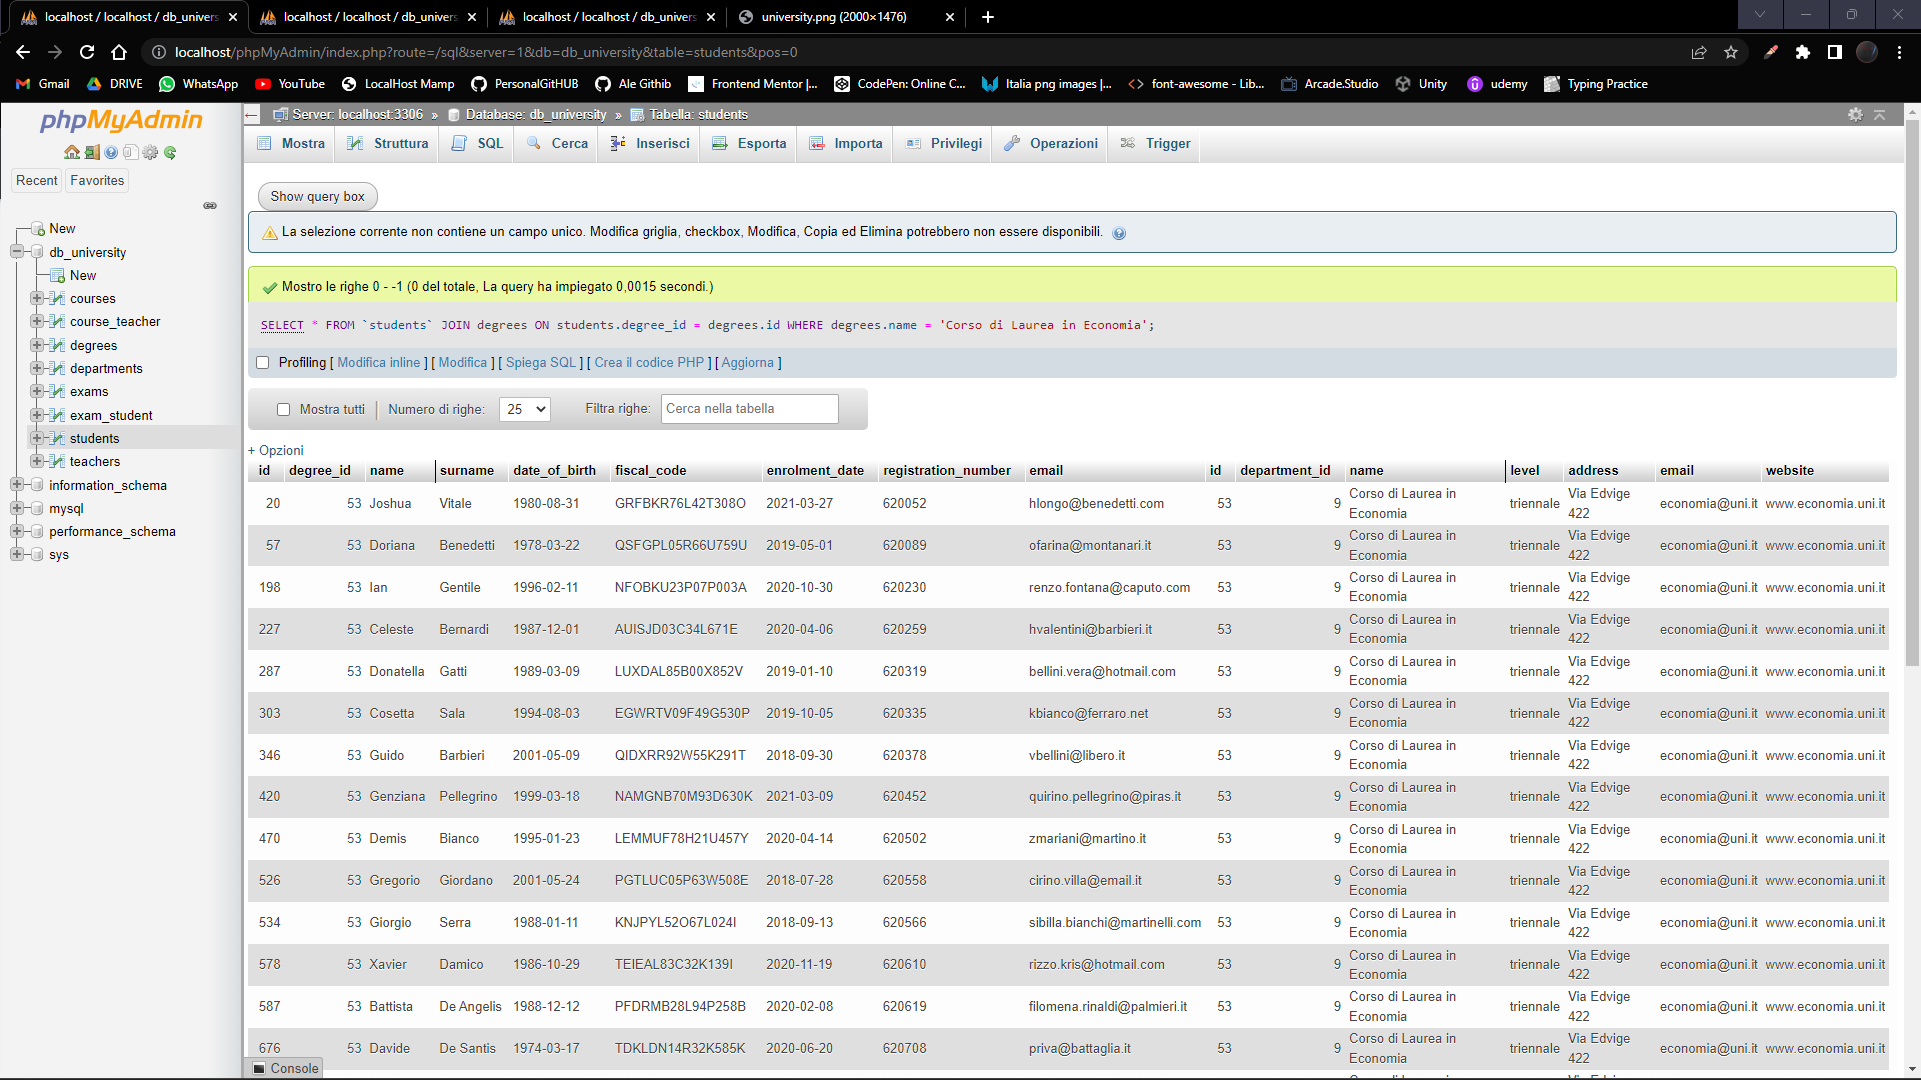 localhost / localhost / db_univers
localhost / localhost / db_univers
localhost / localhost / db_univers
university.png (2000×1476)
localhost/phpMyAdmin/index.php?route=/sql&server=1&db=db_university&table=students&pos=0
Gmail DRIVE WhatsApp YouTube LocalHost Mamp PersonalGitHUB Ale Githib Frontend Mentor |... CodePen: Online C... Italia png images |... font-awesome - Lib... Arcade.Studio Unity udemy Typing Practice
phpMyAdmin
Recent Favorites
New
db_university
New
courses
course_teacher
degrees
departments
exams
exam_student
students
teachers
information_schema
mysql
performance_schema
sys
Server: localhost:3306 » Database: db_university » Tabella: students
Mostra Struttura SQL Cerca Inserisci Esporta Importa Privilegi Operazioni Trigger
Show query box
La selezione corrente non contiene un campo unico. Modifica griglia, checkbox, Modifica, Copia ed Elimina potrebbero non essere disponibili.
Mostro le righe 0 - -1 (0 del totale, La query ha impiegato 0,0015 secondi.)
SELECT * FROM `students` JOIN degrees ON students.degree_id = degrees.id WHERE degrees.name = 'Corso di Laurea in Economia';
Profiling [ Modifica inline ] [ Modifica ] [ Spiega SQL ] [ Crea il codice PHP ] [ Aggiorna ]
Mostra tutti Numero di righe: 25 Filtra righe: Cerca nella tabella
+ Opzioni
id degree_id name surname date_of_birth fiscal_code enrolment_date registration_number email id department_id name level address email website
20 53 Joshua Vitale 1980-08-31 GRFBKR76L42T308O 2021-03-27 620052 hlongo@benedetti.com 53 9 Corso di Laurea in Economia triennale Via Edvige 422 economia@uni.it www.economia.uni.it
57 53 Doriana Benedetti 1978-03-22 QSFGPL05R66U759U 2019-05-01 620089 ofarina@montanari.it 53 9 Corso di Laurea in Economia triennale Via Edvige 422 economia@uni.it www.economia.uni.it
198 53 Ian Gentile 1996-02-11 NFOBKU23P07P003A 2020-10-30 620230 renzo.fontana@caputo.com 53 9 Corso di Laurea in Economia triennale Via Edvige 422 economia@uni.it www.economia.uni.it
227 53 Celeste Bernardi 1987-12-01 AUISJD03C34L671E 2020-04-06 620259 hvalentini@barbieri.it 53 9 Corso di Laurea in Economia triennale Via Edvige 422 economia@uni.it www.economia.uni.it
287 53 Donatella Gatti 1989-03-09 LUXDAL85B00X852V 2019-01-10 620319 bellini.vera@hotmail.com 53 9 Corso di Laurea in Economia triennale Via Edvige 422 economia@uni.it www.economia.uni.it
303 53 Cosetta Sala 1994-08-03 EGWRTV09F49G530P 2019-10-05 620335 kbianco@ferraro.net 53 9 Corso di Laurea in Economia triennale Via Edvige 422 economia@uni.it www.economia.uni.it
346 53 Guido Barbieri 2001-05-09 QIDXRR92W55K291T 2018-09-30 620378 vbellini@libero.it 53 9 Corso di Laurea in Economia triennale Via Edvige 422 economia@uni.it www.economia.uni.it
420 53 Genziana Pellegrino 1999-03-18 NAMGNB70M93D630K 2021-03-09 620452 quirino.pellegrino@piras.it 53 9 Corso di Laurea in Economia triennale Via Edvige 422 economia@uni.it www.economia.uni.it
470 53 Demis Bianco 1995-01-23 LEMMUF78H21U457Y 2020-04-14 620502 zmariani@martino.it 53 9 Corso di Laurea in Economia triennale Via Edvige 422 economia@uni.it www.economia.uni.it
526 53 Gregorio Giordano 2001-05-24 PGTLUC05P63W508E 2018-07-28 620558 cirino.villa@email.it 53 9 Corso di Laurea in Economia triennale Via Edvige 422 economia@uni.it www.economia.uni.it
534 53 Giorgio Serra 1988-01-11 KNJPYL52O67L024I 2018-09-13 620566 sibilla.bianchi@martinelli.com 53 9 Corso di Laurea in Economia triennale Via Edvige 422 economia@uni.it www.economia.uni.it
578 53 Xavier Damico 1986-10-29 TEIEAL83C32K139I 2020-11-19 620610 rizzo.kris@hotmail.com 53 9 Corso di Laurea in Economia triennale Via Edvige 422 economia@uni.it www.economia.uni.it
587 53 Battista De Angelis 1988-12-12 PFDRMB28L94P258B 2020-02-08 620619 filomena.rinaldi@palmieri.it 53 9 Corso di Laurea in Economia triennale Via Edvige 422 economia@uni.it www.economia.uni.it
676 53 Davide De Santis 1974-03-17 TDKLDN14R32K585K 2020-06-20 620708 priva@battaglia.it 53 9 Corso di Laurea in Economia triennale Via Edvige 422 economia@uni.it www.economia.uni.it
Console